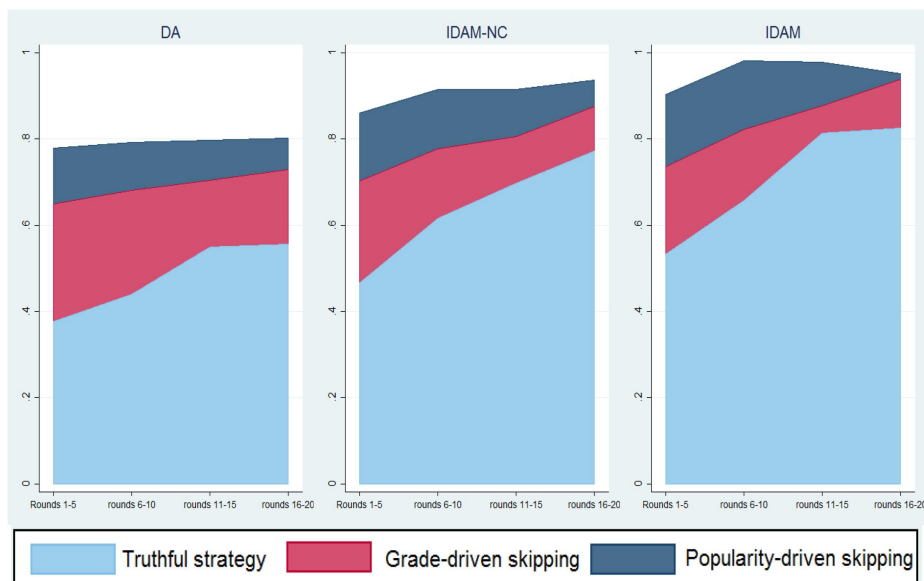 DA
IDAM-NC
IDAM
1
.8
.6
.4
.2
0
Rounds 1-5 rounds 6-10 rounds 11-15 rounds 16-20
1
.8
.6
.4
.2
0
Rounds 1-5 rounds 6-10 rounds 11-15 rounds 16-20
1
.8
.6
.4
.2
0
Rounds 1-5 rounds 6-10 rounds 11-15 rounds 16-20
Truthful strategy Grade-driven skipping Popularity-driven skipping